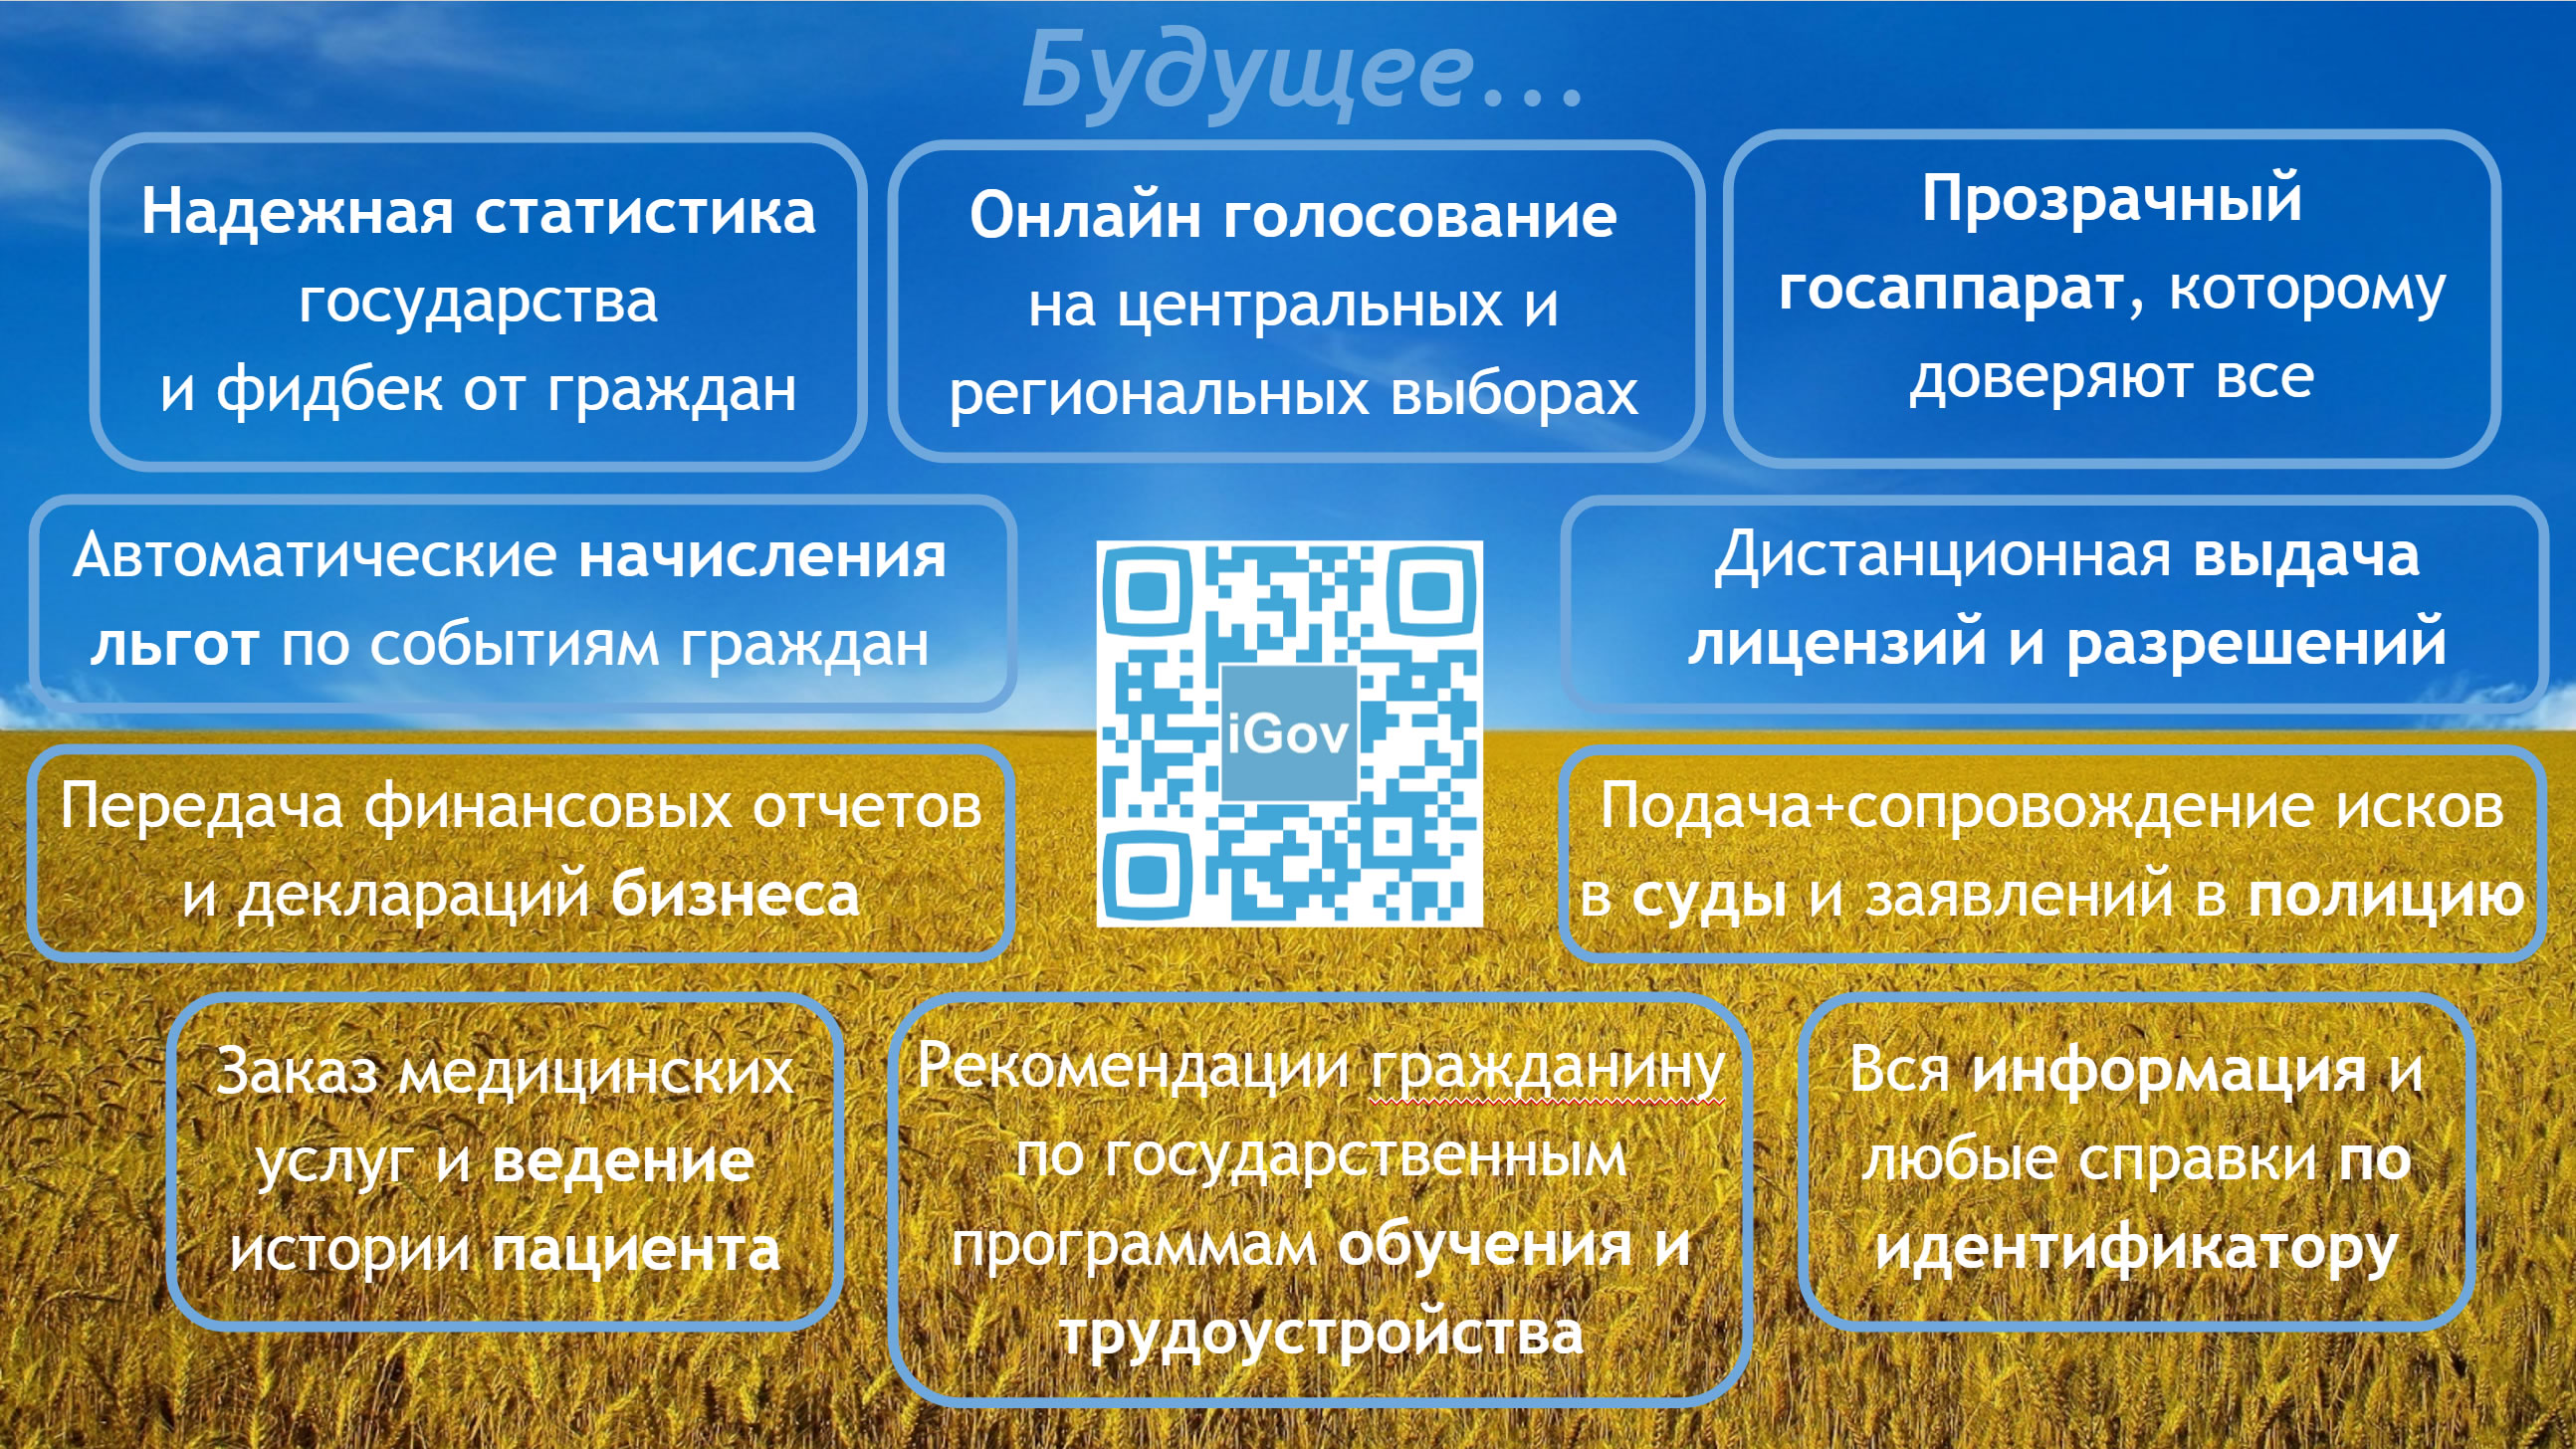 Будущее...
Надежная статистика
государства
и фидбек от граждан
Онлайн голосование
на центральных и
региональных выборах
Прозрачный
госаппарат, которому
доверяют все
Автоматические начисления
льгот по событиям граждан
Дистанционная выдача
лицензий и разрешений
iGov
Передача финансовых отчетов
и деклараций бизнеса
Подача+сопровождение исков
в суды и заявлений в полицию
Заказ медицинских
услуг и ведение
истории пациента
Рекомендации гражданину
по государственным
программам обучения и
трудоустройства
Вся информация и
любые справки по
идентификатору